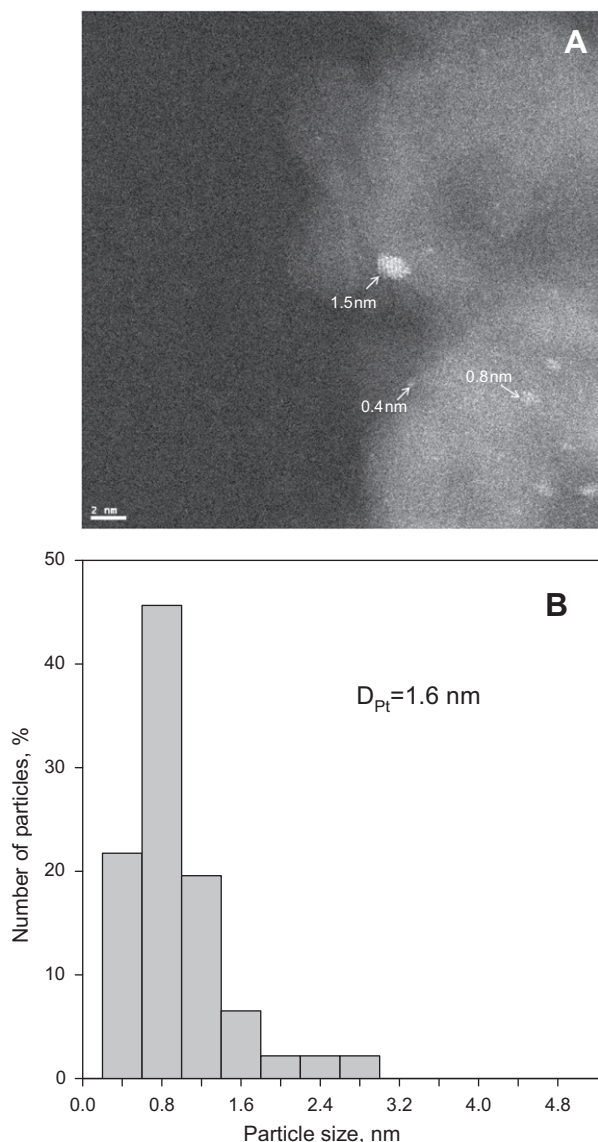 A
1.5nm
0.8nm
0.4nm
2 nm
50
B
40
D_Pt=1.6 nm
30
20
10
0
Number of particles, %
0.0 0.8 1.6 2.4 3.2 4.0 4.8
Particle size, nm